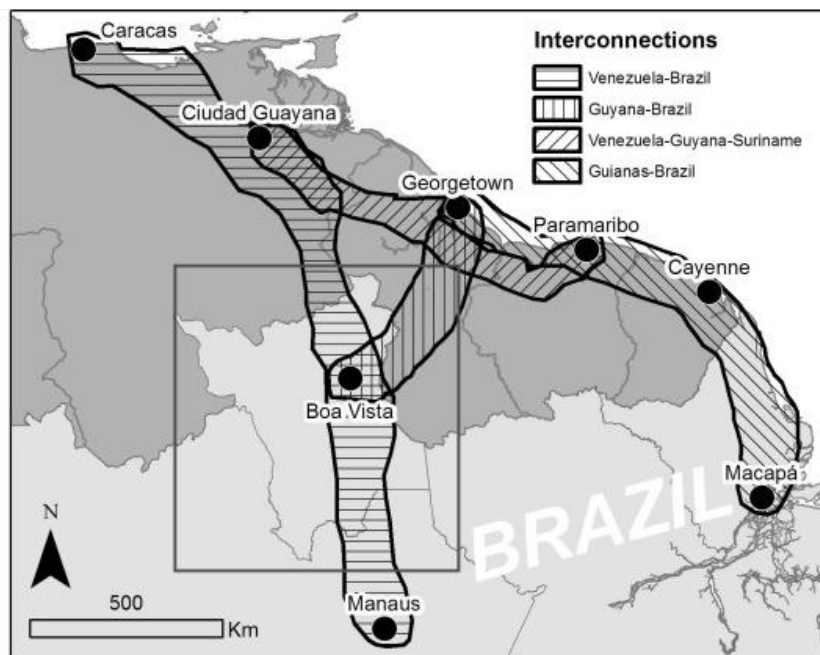 Caracas
Interconnections
Venezuela-Brazil
Ciudad Guayana
Guyana-Brazil
Venezuela-Guyana-Suriname
Georgetown
Guianas-Brazil
Paramaribo
Cayenne
Boa Vista
Macapá
BRAZIL
N
500
Km
Manaus